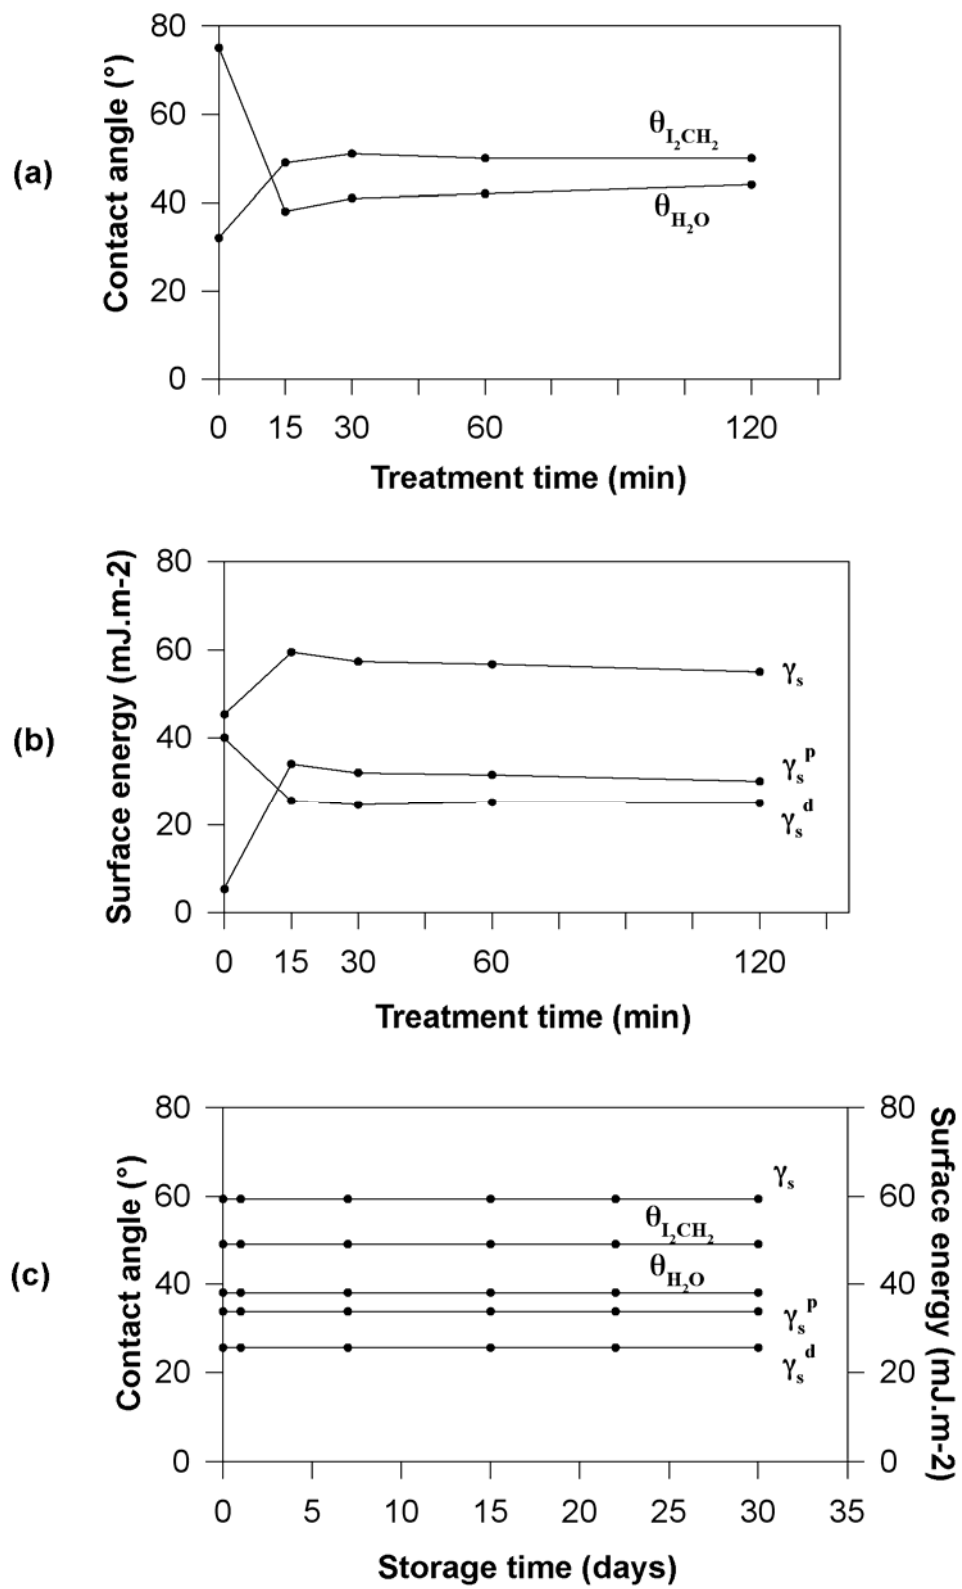 (a)
Contact angle (°)
80
60
40
20
0
θI₂CH₂
θH₂O
0 15 30 60 120
Treatment time (min)
(b)
Surface energy (mJ.m-2)
80
60
40
20
0
γs
γsᵖ
γsᵈ
0 15 30 60 120
Treatment time (min)
(c)
Contact angle (°)
80
60
40
20
0
γs
θI₂CH₂
θH₂O
γsᵖ
γsᵈ
80
60
40
20
0
Surface energy (mJ.m-2)
0 5 10 15 20 25 30 35
Storage time (days)